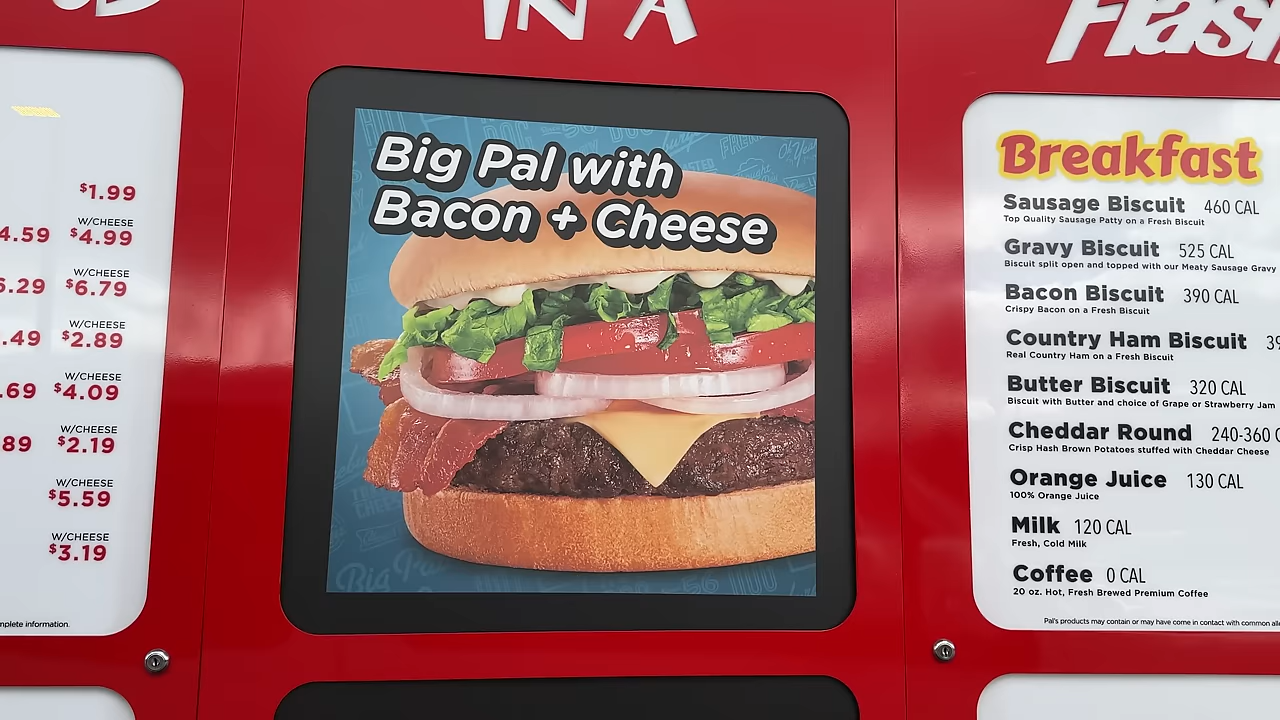 IN A
Flash
$1.99
W/CHEESE
4.59 $4.99
W/CHEESE
6.29 $6.79
W/CHEESE
.49 $2.89
W/CHEESE
.69 $4.09
W/CHEESE
89 $2.19
W/CHEESE
$5.59
W/CHEESE
$3.19
mplete information.
Big Pal with
Bacon + Cheese
Breakfast
Sausage Biscuit 460 CAL
Top Quality Sausage Patty on a Fresh Biscuit
Gravy Biscuit 525 CAL
Biscuit split open and topped with our Meaty Sausage Gravy
Bacon Biscuit 390 CAL
Crispy Bacon on a Fresh Biscuit
Country Ham Biscuit 39
Real Country Ham on a Fresh Biscuit
Butter Biscuit 320 CAL
Biscuit with Butter and choice of Grape or Strawberry Jam
Cheddar Round 240-360 C
Crisp Hash Brown Potatoes stuffed with Cheddar Cheese
Orange Juice 130 CAL
100% Orange Juice
Milk 120 CAL
Fresh, Cold Milk
Coffee 0 CAL
20 oz. Hot, Fresh Brewed Premium Coffee
Pal's products may contain or may have come in contact with common all